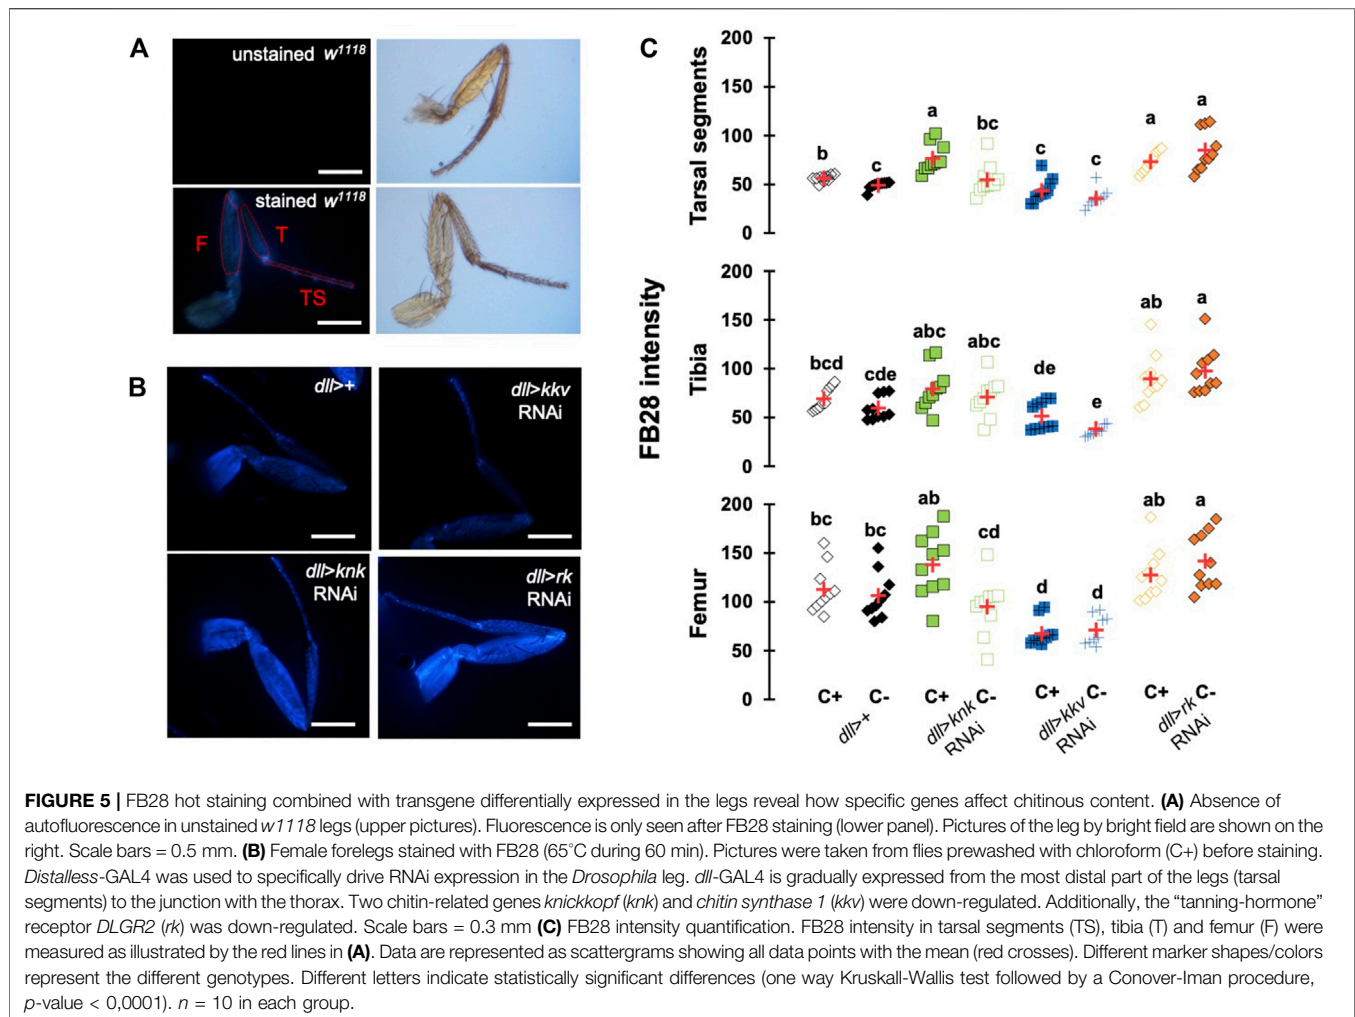 A
unstained w1118
stained w1118
F
T
TS
B
dll>+
dll>kkv
RNAi
dll>knk
RNAi
dll>rk
RNAi
C
FB28 intensity
Tarsal segments
200
150
100
50
0
b
c
a
bc
c
c
a
a
Tibia
200
150
100
50
0
bcd
cde
abc
abc
de
e
ab
a
Femur
200
150
100
50
0
bc
bc
ab
cd
d
d
ab
a
C+ C- C+ C- C+ C- C+ C-
dll>+
dll>knk
RNAi
dll>kkv
RNAi
dll>rk
RNAi
FIGURE 5 | FB28 hot staining combined with transgene differentially expressed in the legs reveal how specific genes affect chitinous content. (A) Absence of
autofluorescence in unstained w1118 legs (upper pictures). Fluorescence is only seen after FB28 staining (lower panel). Pictures of the leg by bright field are shown on the
right. Scale bars = 0.5 mm. (B) Female forelegs stained with FB28 (65°C during 60 min). Pictures were taken from flies prewashed with chloroform (C+) before staining.
Distalless-GAL4 was used to specifically drive RNAi expression in the Drosophila leg. dll-GAL4 is gradually expressed from the most distal part of the legs (tarsal
segments) to the junction with the thorax. Two chitin-related genes knickkopf (knk) and chitin synthase 1 (kkv) were down-regulated. Additionally, the “tanning-hormone”
receptor DLGR2 (rk) was down-regulated. Scale bars = 0.3 mm (C) FB28 intensity quantification. FB28 intensity in tarsal segments (TS), tibia (T) and femur (F) were
measured as illustrated by the red lines in (A). Data are represented as scattergrams showing all data points with the mean (red crosses). Different marker shapes/colors
represent the different genotypes. Different letters indicate statistically significant differences (one way Kruskall-Wallis test followed by a Conover-Iman procedure,
p-value < 0,0001). n = 10 in each group.